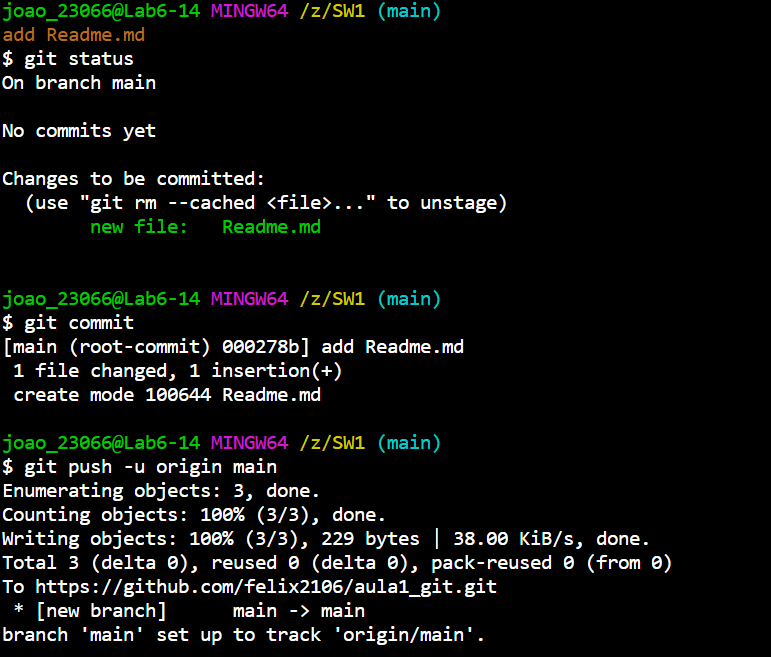 joao_23066@Lab6-14 MINGW64 /z/SW1 (main)
add Readme.md
$ git status
On branch main
No commits yet
Changes to be committed:
(use "git rm --cached <file>..." to unstage)
new file:   Readme.md
joao_23066@Lab6-14 MINGW64 /z/SW1 (main)
$ git commit
[main (root-commit) 000278b] add Readme.md
1 file changed, 1 insertion(+)
create mode 100644 Readme.md
joao_23066@Lab6-14 MINGW64 /z/SW1 (main)
$ git push -u origin main
Enumerating objects: 3, done.
Counting objects: 100% (3/3), done.
Writing objects: 100% (3/3), 229 bytes | 38.00 KiB/s, done.
Total 3 (delta 0), reused 0 (delta 0), pack-reused 0 (from 0)
To https://github.com/felix2106/aula1_git.git
* [new branch]      main -> main
branch 'main' set up to track 'origin/main'.